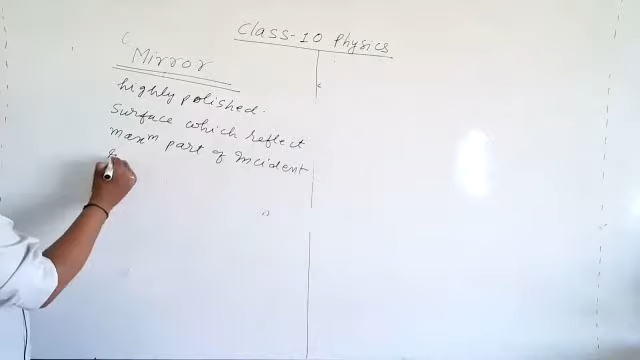 Class-10 Physics
Mirror
highly polished.
Surface which reflect
maxm part of incident